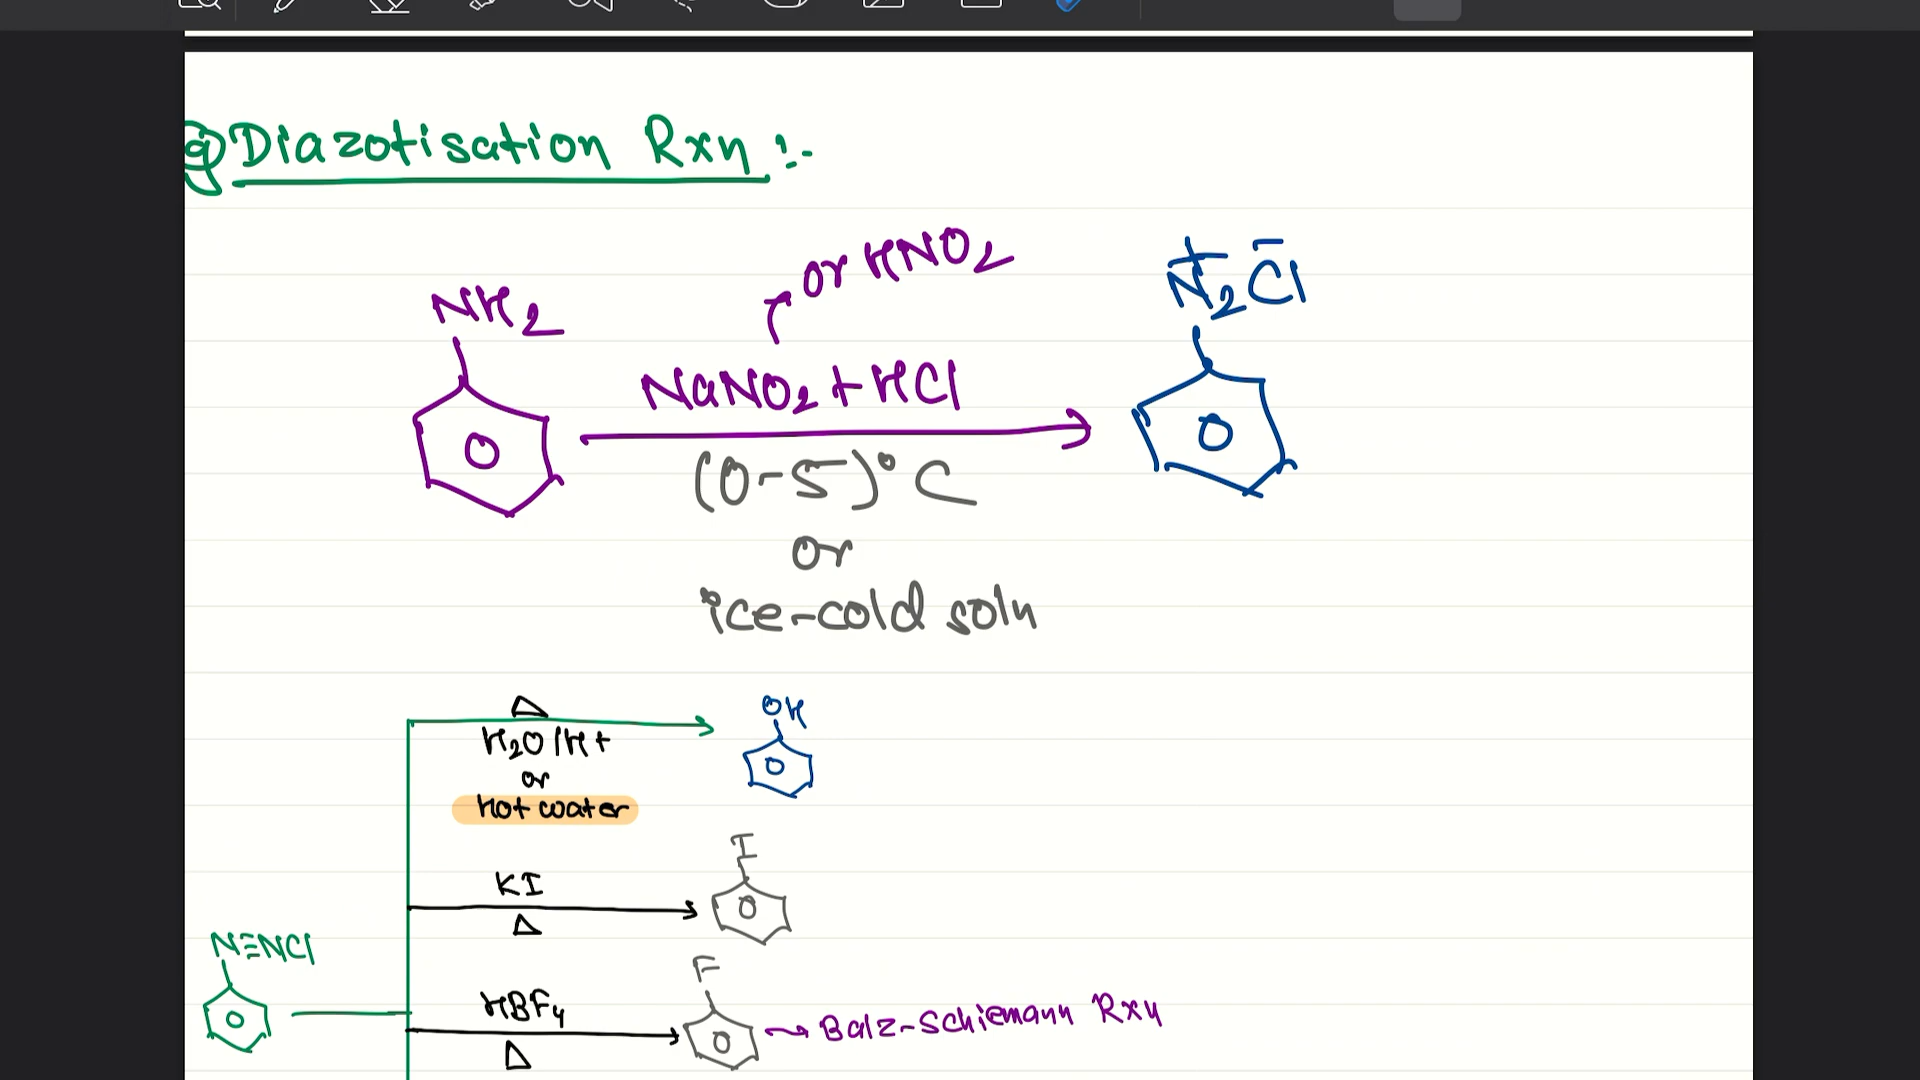 g) Diazotisation Rxn :-
or HNO2
NH2
N2+ Cl-
NaNO2 + HCl
(0-5)°C
or
ice-cold soln
Δ
OH
H2O/H+
or
Hot water
I
KI
Δ
N≡NCl
F
HBF4
Balz-Schiemann Rxn
Δ